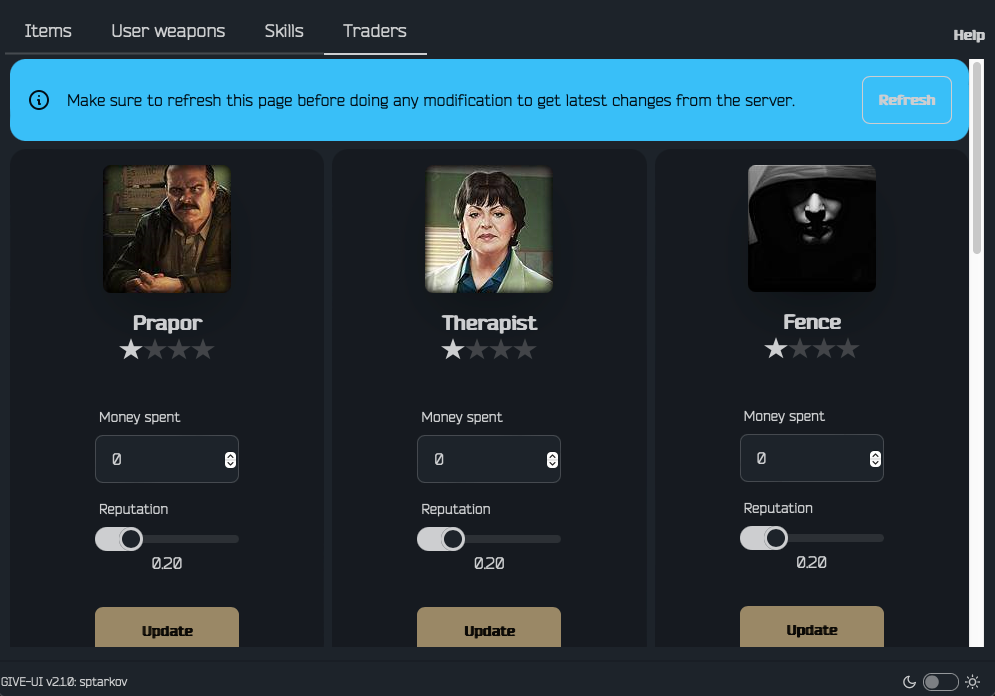 Items User weapons Skills Traders
Help
Make sure to refresh this page before doing any modification to get latest changes from the server.
Refresh
Prapor Therapist Fence
Money spent Money spent Money spent
0 0 0
Reputation Reputation Reputation
0.20 0.20 0.20
Update Update Update
GIVE-UI v2.1.0: sptarkov